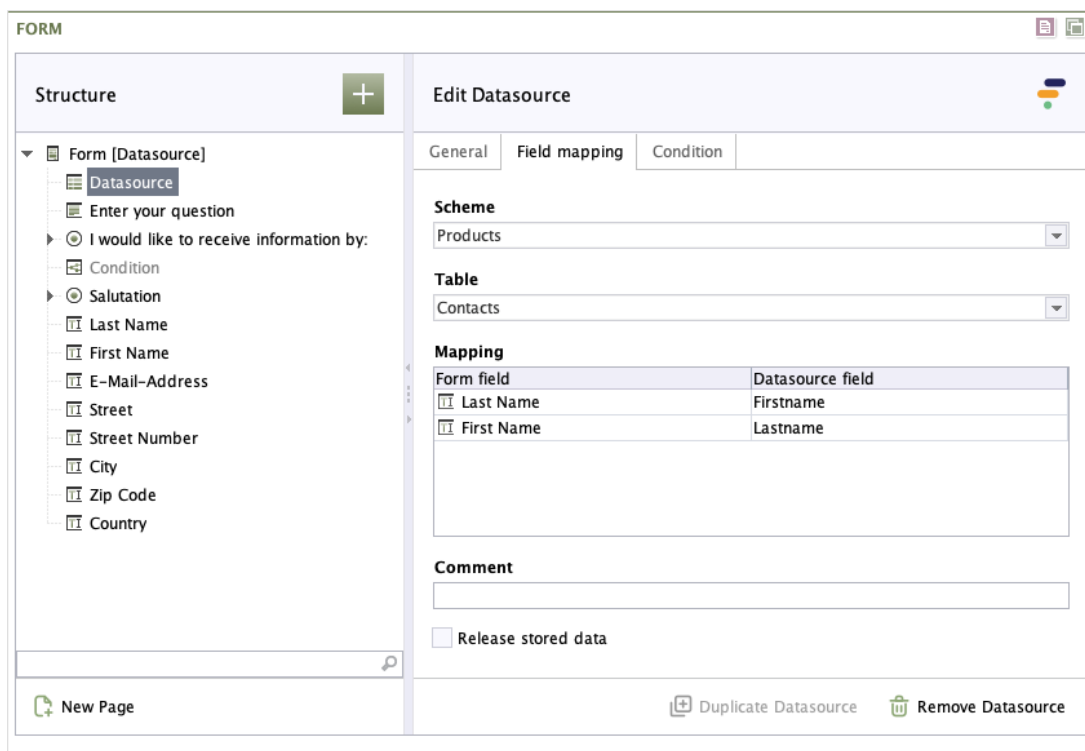 FORM
Structure
Edit Datasource
General Field mapping Condition
Form [Datasource]
Datasource
Enter your question
I would like to receive information by:
Condition
Salutation
Last Name
First Name
E-Mail-Address
Street
Street Number
City
Zip Code
Country
New Page
Scheme
Products
Table
Contacts
Mapping
Form field Datasource field
Last Name Firstname
First Name Lastname
Comment
Release stored data
Duplicate Datasource Remove Datasource